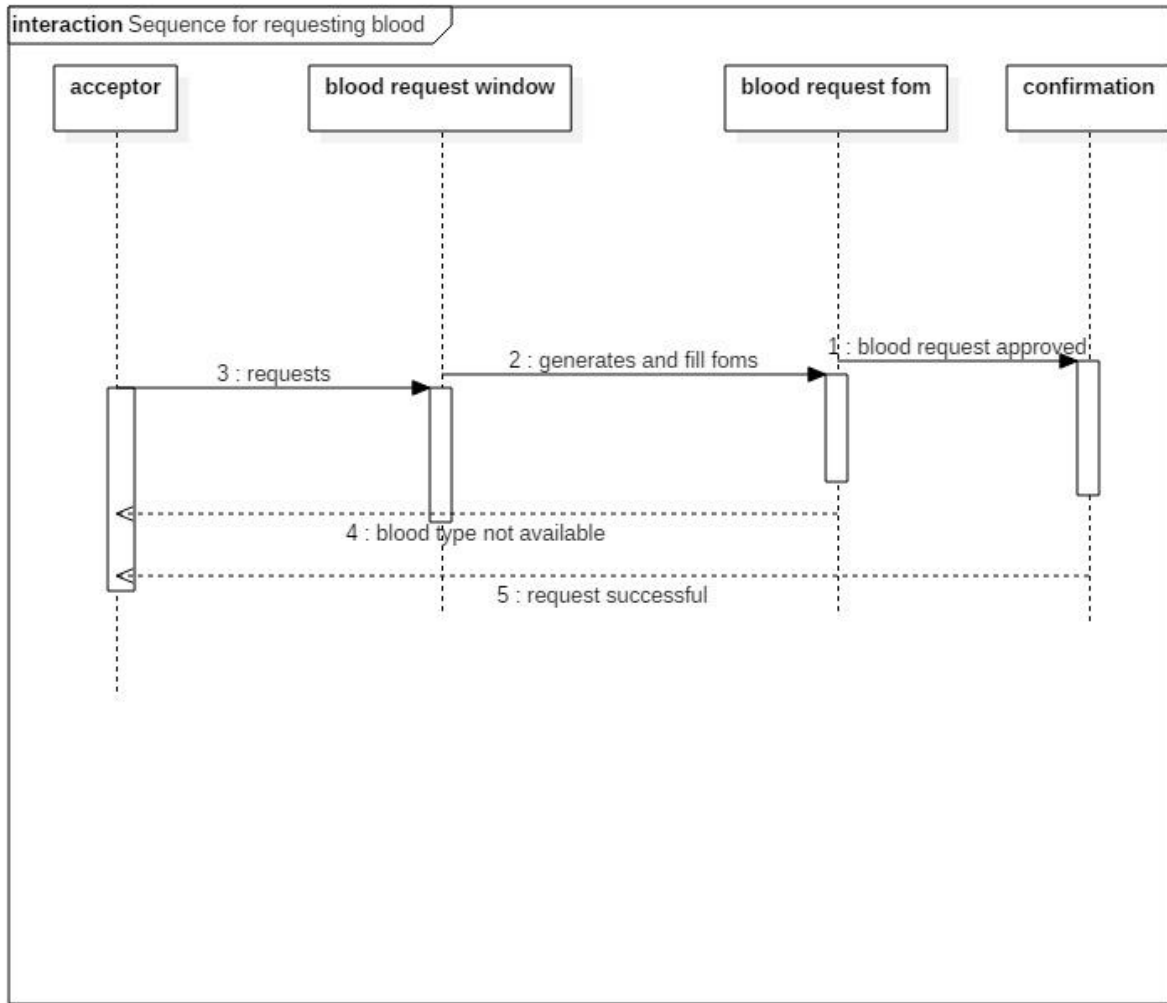 interaction Sequence for requesting blood
acceptor
blood request window
blood request fom
confirmation
1 : blood request approved
2 : generates and fill foms
3 : requests
4 : blood type not available
5 : request successful